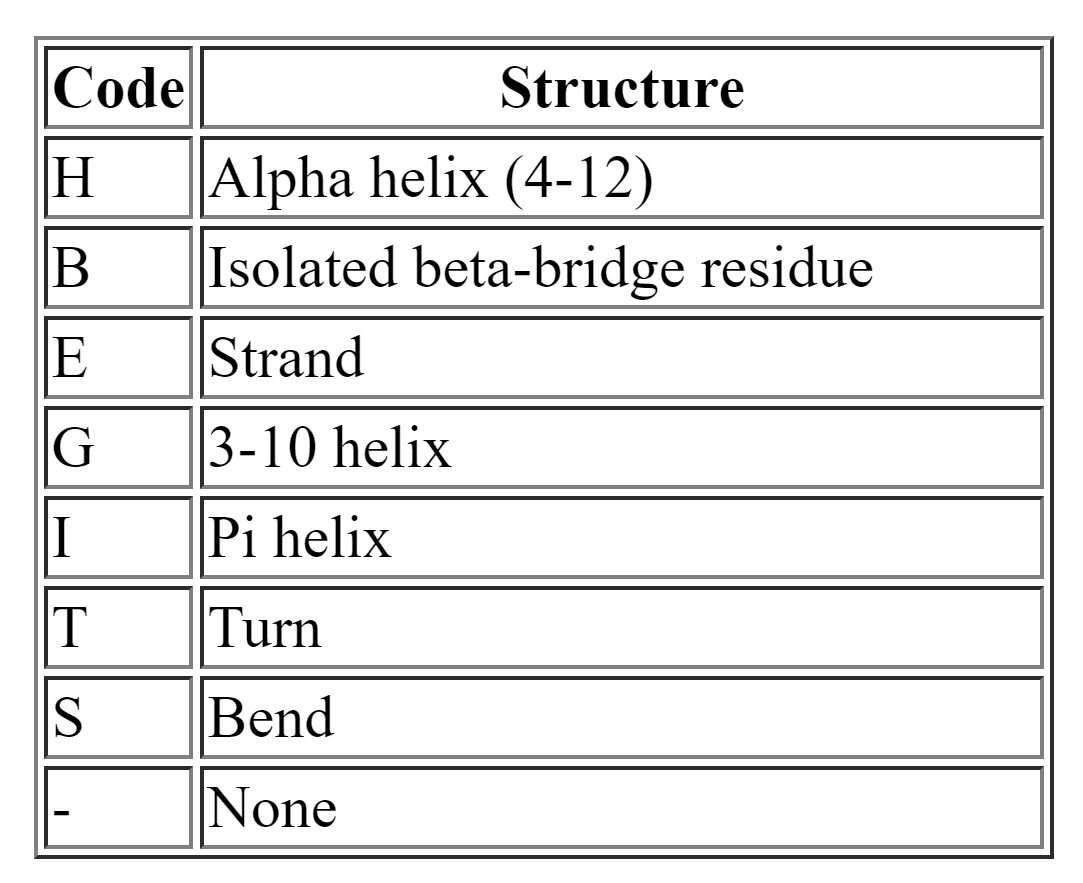 Code Structure
H Alpha helix (4-12)
B Isolated beta-bridge residue
E Strand
G 3-10 helix
I Pi helix
T Turn
S Bend
- None